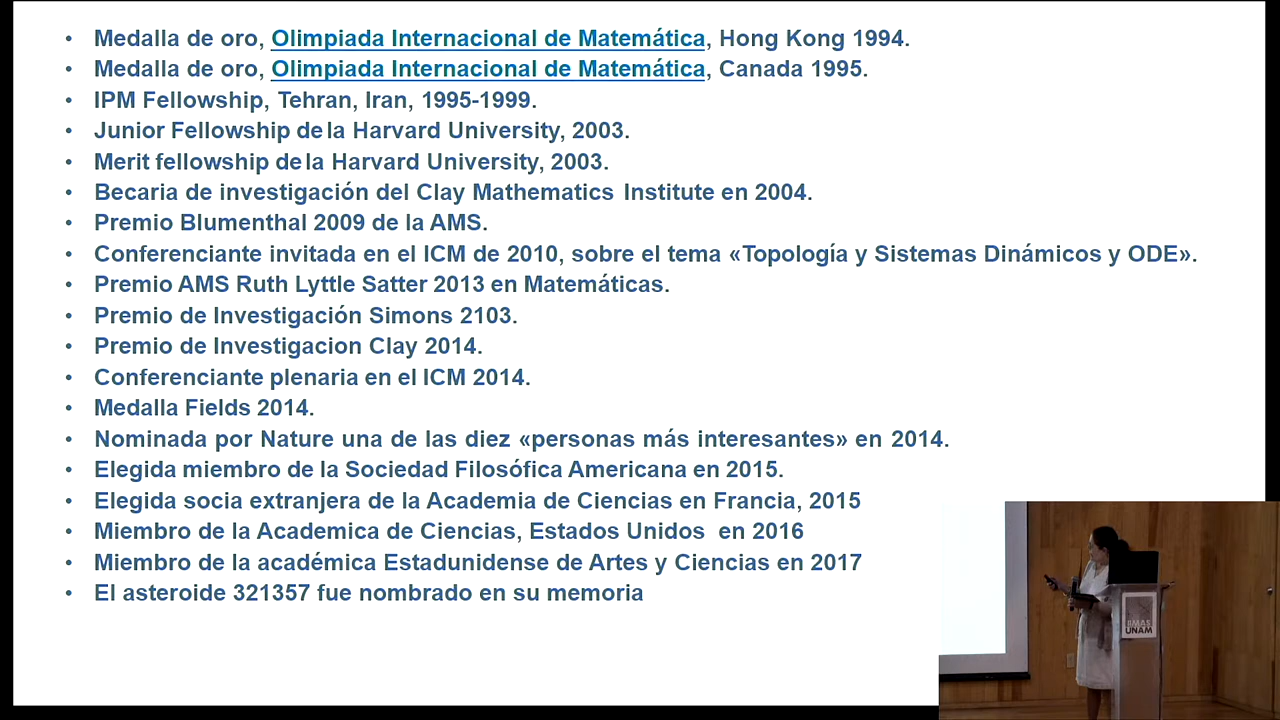 • Medalla de oro, Olimpiada Internacional de Matemática, Hong Kong 1994.
• Medalla de oro, Olimpiada Internacional de Matemática, Canada 1995.
• IPM Fellowship, Tehran, Iran, 1995-1999.
• Junior Fellowship de la Harvard University, 2003.
• Merit fellowship de la Harvard University, 2003.
• Becaria de investigación del Clay Mathematics Institute en 2004.
• Premio Blumenthal 2009 de la AMS.
• Conferenciante invitada en el ICM de 2010, sobre el tema «Topología y Sistemas Dinámicos y ODE».
• Premio AMS Ruth Lyttle Satter 2013 en Matemáticas.
• Premio de Investigación Simons 2103.
• Premio de Investigacion Clay 2014.
• Conferenciante plenaria en el ICM 2014.
• Medalla Fields 2014.
• Nominada por Nature una de las diez «personas más interesantes» en 2014.
• Elegida miembro de la Sociedad Filosófica Americana en 2015.
• Elegida socia extranjera de la Academia de Ciencias en Francia, 2015
• Miembro de la Academica de Ciencias, Estados Unidos en 2016
• Miembro de la académica Estadunidense de Artes y Ciencias en 2017
• El asteroide 321357 fue nombrado en su memoria
IIMAS
UNAM